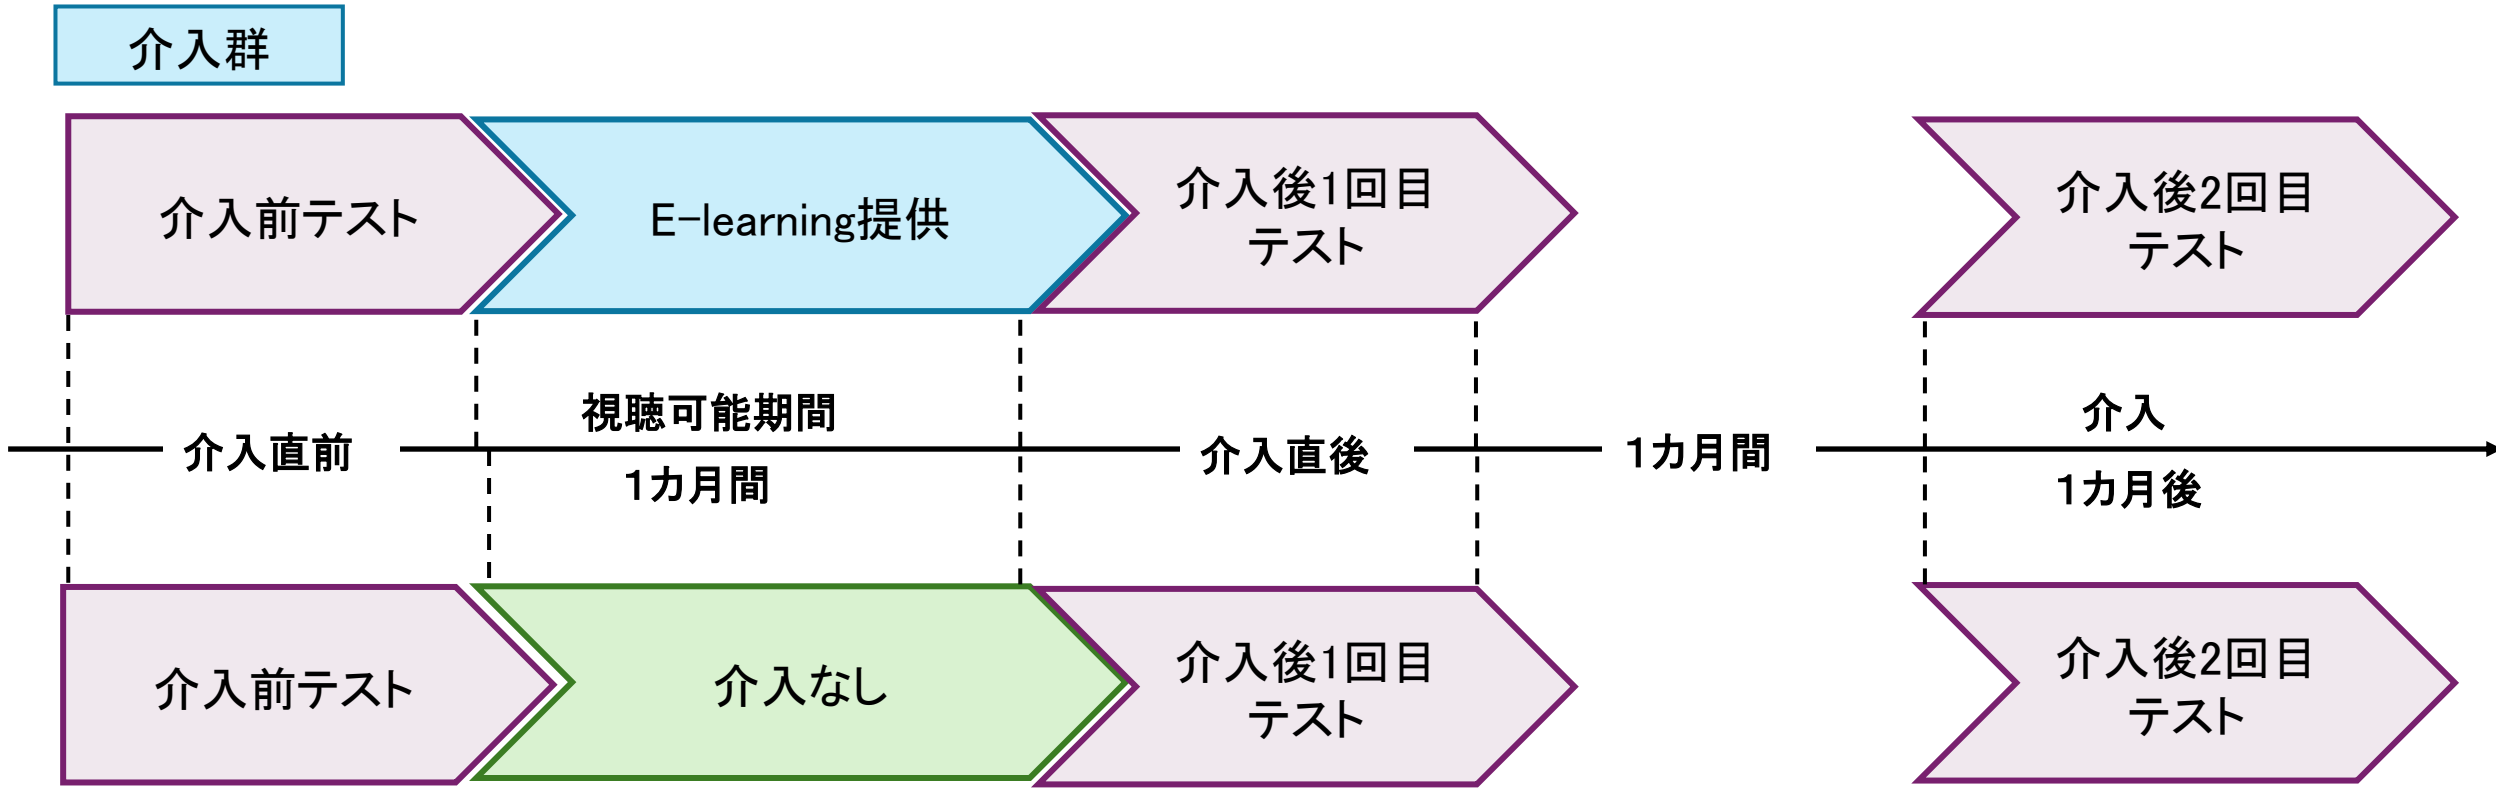 介入群
介入前テスト
E-learning提供
介入後1回目
テスト
介入後2回目
テスト
介入直前
視聴可能期間
1カ月間
介入直後
1カ月間
介入
1カ月後
介入前テスト
介入なし
介入後1回目
テスト
介入後2回目
テスト